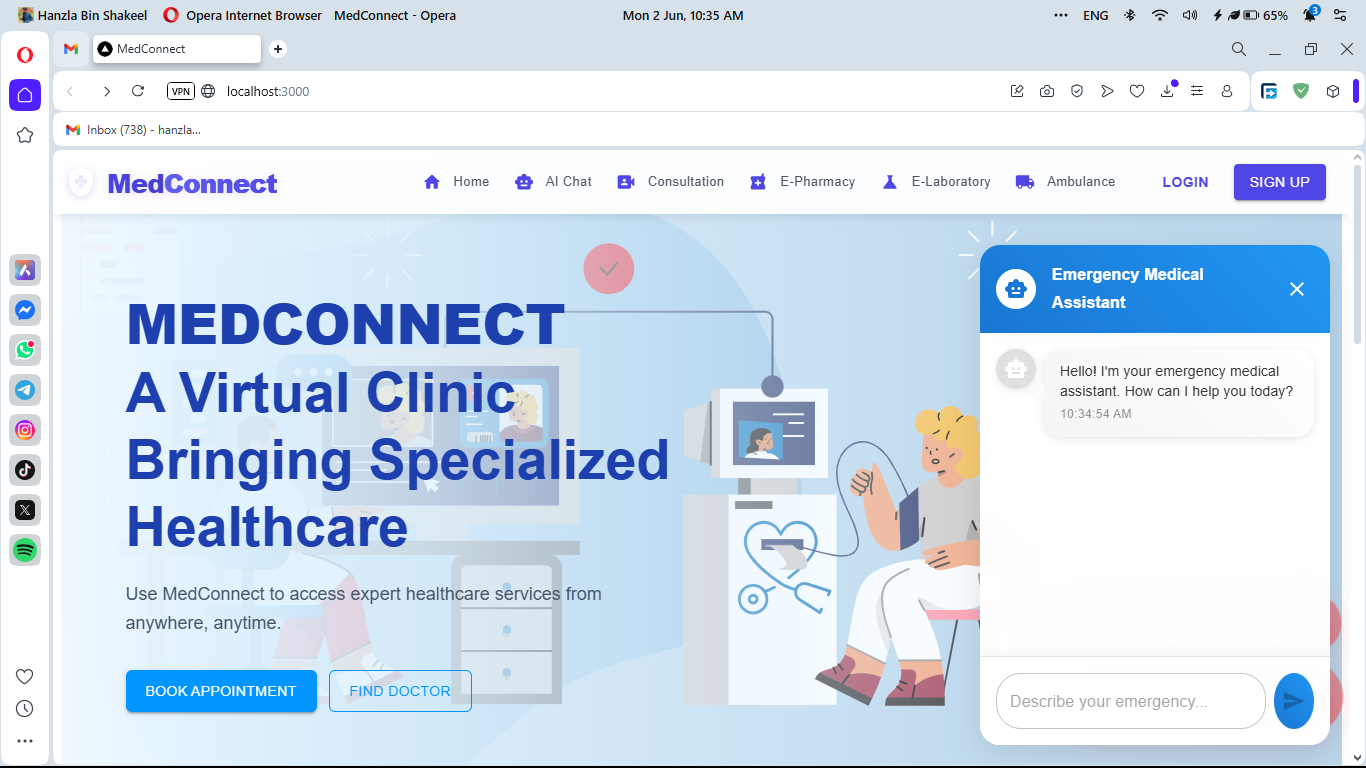 Hanzla Bin Shakeel Opera Internet Browser MedConnect - Opera Mon 2 Jun, 10:35 AM ENG 65% 3
MedConnect
VPN localhost:3000
Inbox (738) - hanzla...
MedConnect Home AI Chat Consultation E-Pharmacy E-Laboratory Ambulance LOGIN SIGN UP
MEDCONNECT
A Virtual Clinic
Bringing Specialized
Healthcare
Use MedConnect to access expert healthcare services from
anywhere, anytime.
BOOK APPOINTMENT FIND DOCTOR
Emergency Medical
Assistant
Hello! I'm your emergency medical
assistant. How can I help you today?
10:34:54 AM
Describe your emergency...